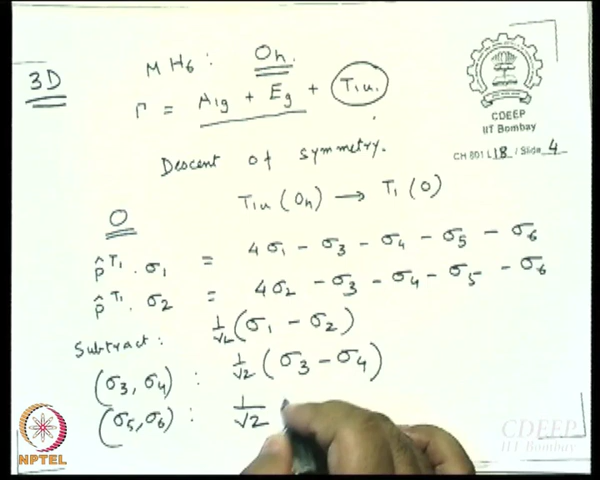 3D
MH6 : Oh.
Γ = A1g + Eg + T1u.
CDEEP
IIT Bombay
CH 801 L 18 / Slide 4
Descent of symmetry.
T1u (Oh) → T1 (O)
O
P̂^T1 . σ1 = 4σ1 - σ3 - σ4 - σ5 - σ6
P̂^T1 . σ2 = 4σ2 - σ3 - σ4 - σ5 - σ6
Subtract : 1/√2 (σ1 - σ2)
(σ3, σ4) : 1/√2 (σ3 - σ4)
(σ5, σ6) : 1/√2
NPTEL
CDEEP
IIT Bombay